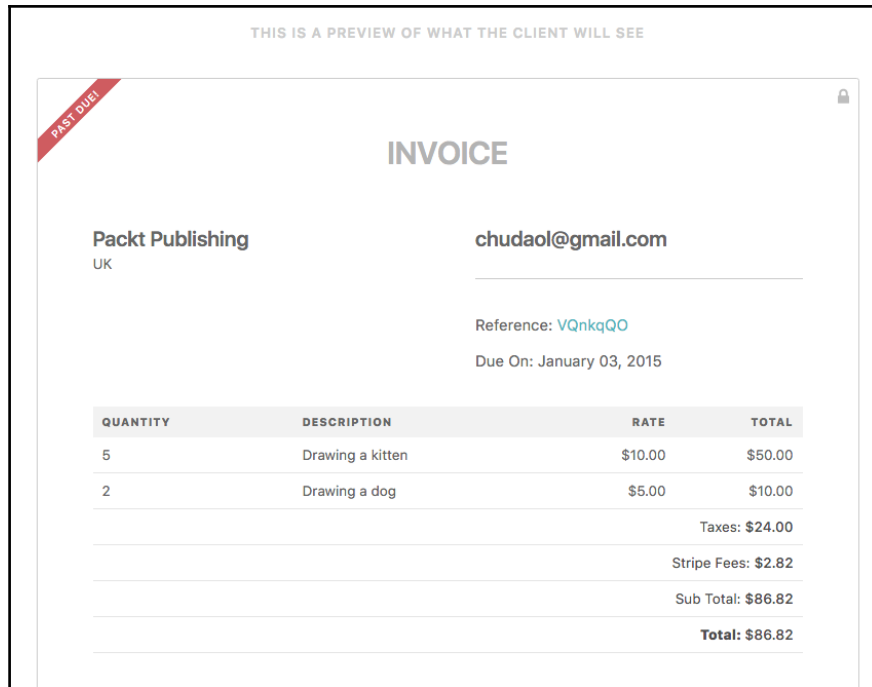 THIS IS A PREVIEW OF WHAT THE CLIENT WILL SEE
PAST DUE!
INVOICE
Packt Publishing
UK
chudaol@gmail.com
Reference: VQnkqQO
Due On: January 03, 2015
QUANTITY DESCRIPTION RATE TOTAL
5 Drawing a kitten $10.00 $50.00
2 Drawing a dog $5.00 $10.00
Taxes: $24.00
Stripe Fees: $2.82
Sub Total: $86.82
Total: $86.82